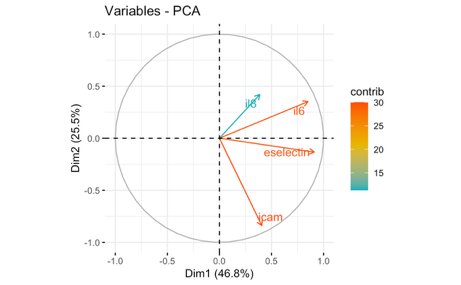 Variables - PCA
1.0
0.5
0.0
-0.5
-1.0
Dim2 (25.5%)
il8
il6
eselectin
icam
-1.0 -0.5 0.0 0.5 1.0
Dim1 (46.8%)
contrib
30
25
20
15